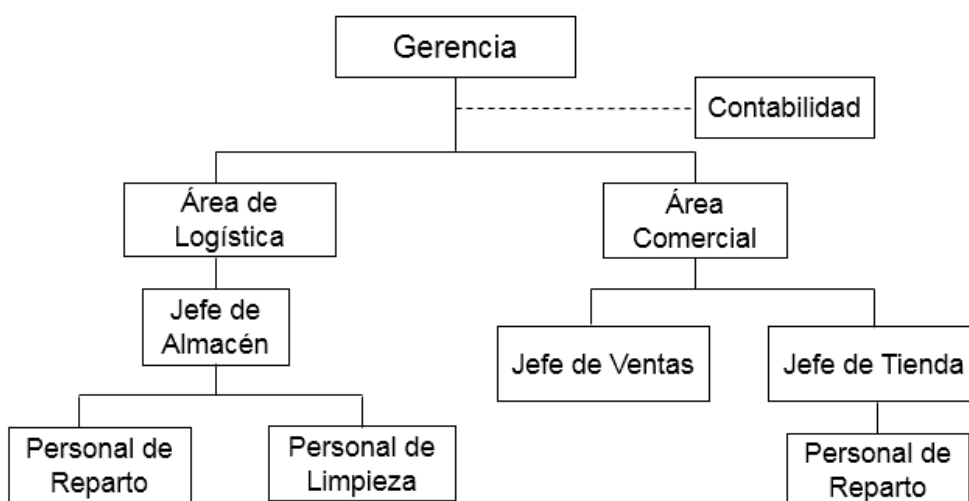 Gerencia
Contabilidad
Área de
Logística
Área
Comercial
Jefe de
Almacén
Jefe de Ventas
Jefe de Tienda
Personal de
Reparto
Personal de
Limpieza
Personal de
Reparto